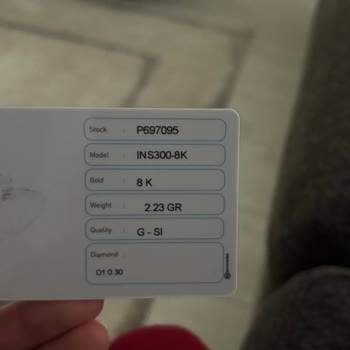 Stock : P697095
Model : INS300-8K
Gold : 8 K
Weight : 2.23 GR
Quality : G - SI
Diamond :
D1:0.30